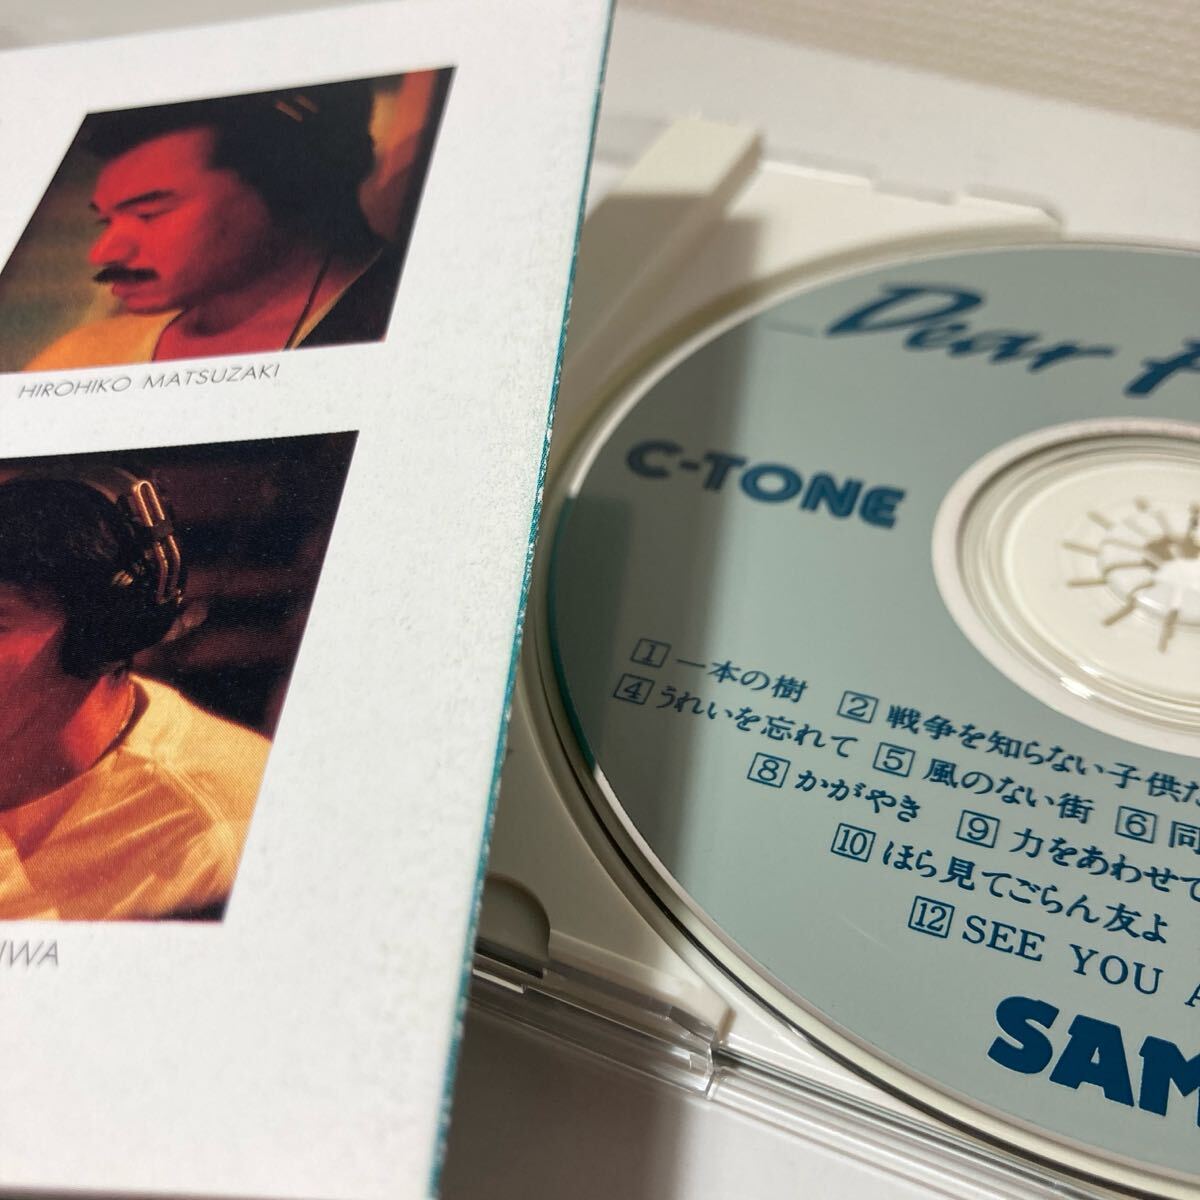 HIROHIKO MATSUZAKI
IWA
Dear
C-TONE
1 一本の樹 2 戦争を知らない子供た
4 うれいを忘れて 5 風のない街 6 同
8 かがやき 9 力をあわせて
10 ほら見てごらん友よ
12 SEE YOU A
SAM